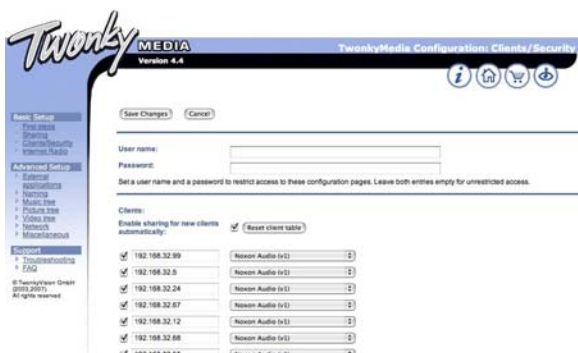 Twonky MEDIA
Version 4.4
TwonkyMedia Configuration: Clients/Security
Save Changes Cancel
Basic Setup
First steps
Sharing
Clients/Security
Internet Radio
Advanced Setup
External applications
Naming
Music tree
Picture tree
Video tree
Network
Miscellaneous
Support
Troubleshooting
FAQ
© TwonkyVision GmbH
(2003,2007).
All rights reserved
User name:
Password:
Set a user name and a password to restrict access to these configuration pages. Leave both entries empty for unrestricted access.
Clients:
Enable sharing for new clients
automatically:
Reset client table
192.168.32.99 Noxon Audio (v1)
192.168.32.5 Noxon Audio (v1)
192.168.32.24 Noxon Audio (v1)
192.168.32.67 Noxon Audio (v1)
192.168.32.12 Noxon Audio (v1)
192.168.32.68 Noxon Audio (v1)